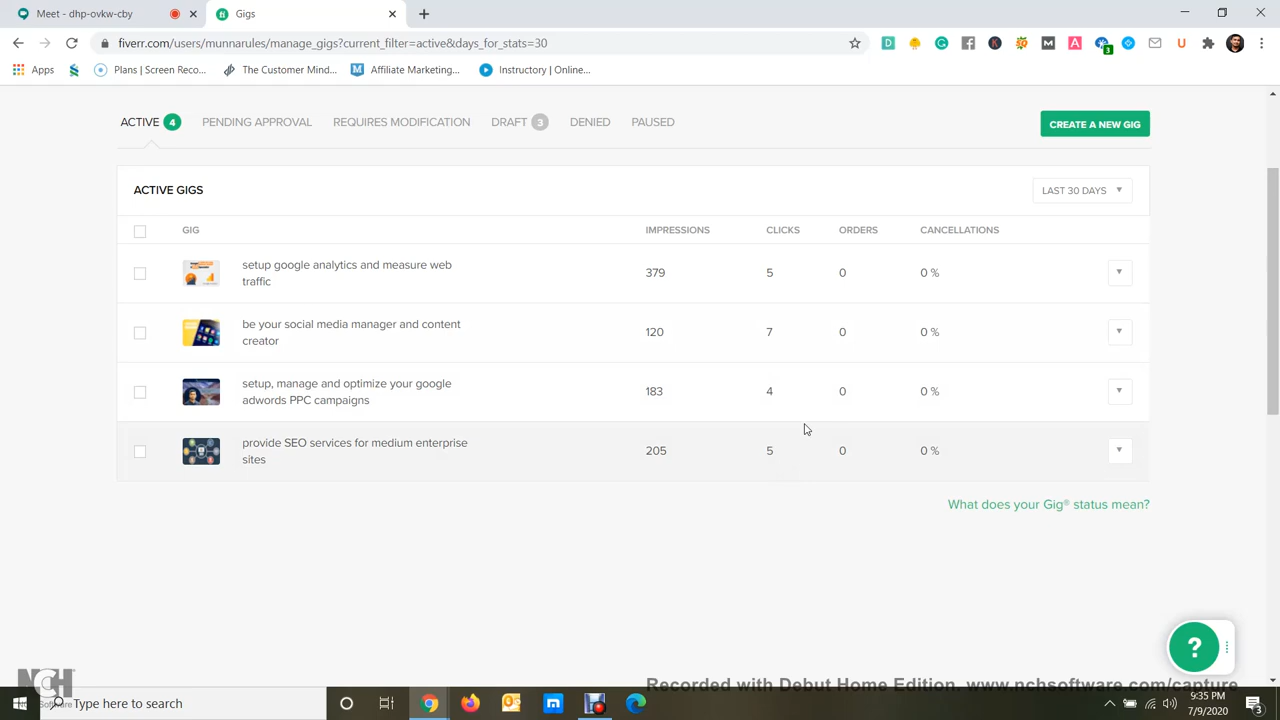 Meet - dhp-ovkw-cby
Gigs
fiverr.com/users/munnarules/manage_gigs?current_filter=active&days_for_stats=30
Apps
Plans | Screen Reco...
The Customer Mind...
Affiliate Marketing...
Instructory | Online...
ACTIVE 4
PENDING APPROVAL
REQUIRES MODIFICATION
DRAFT 3
DENIED
PAUSED
CREATE A NEW GIG
ACTIVE GIGS
LAST 30 DAYS
GIG IMPRESSIONS CLICKS ORDERS CANCELLATIONS
setup google analytics and measure web
traffic
379 5 0 0 %
be your social media manager and content
creator
120 7 0 0 %
setup, manage and optimize your google
adwords PPC campaigns
183 4 0 0 %
provide SEO services for medium enterprise
sites
205 5 0 0 %
What does your Gig® status mean?
?
Recorded with Debut Home Edition. www.nchsoftware.com/capture
NCH
Software
Type here to search
9:35 PM
7/9/2020
3